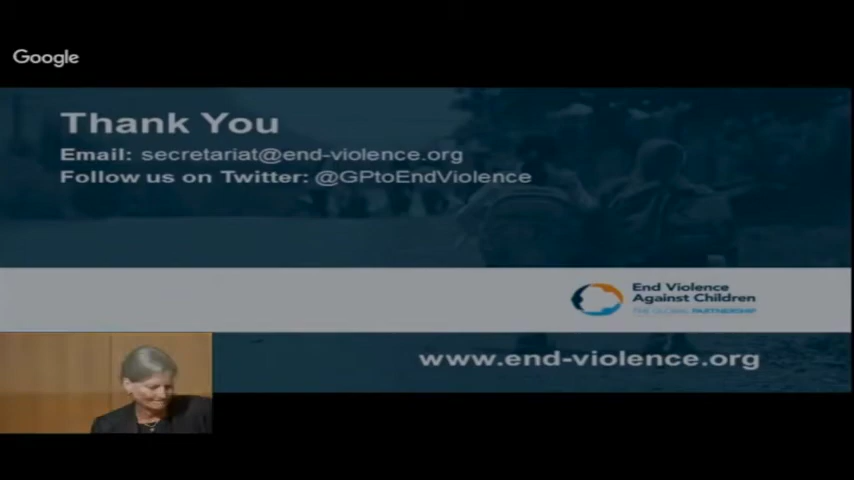 Google
Thank You
Email: secretariat@end-violence.org
Follow us on Twitter: @GPtoEndViolence
End Violence
Against Children
THE GLOBAL PARTNERSHIP
www.end-violence.org